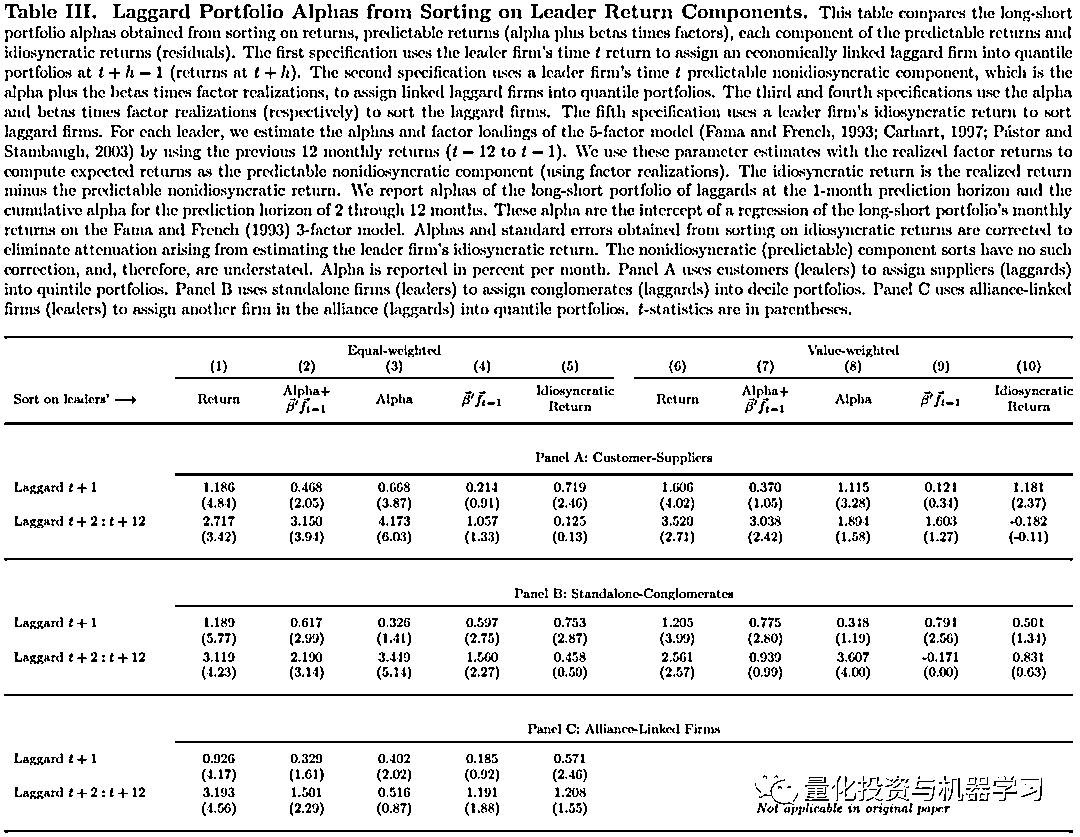 Table III. Laggard Portfolio Alphas from Sorting on Leader Return Components. This table compares the long-short
portfolio alphas obtained from sorting on returns, predictable returns (alpha plus betas times factors), each component of the predictable returns and
idiosyncratic returns (residuals). The first specification uses the leader firm's time t return to assign an economically linked laggard firm into quantile
portfolios at t + h − 1 (returns at t + h). The second specification uses a leader firm's time t predictable nonidiosyncratic component, which is the
alpha plus the betas times factor realizations, to assign linked laggard firms into quantile portfolios. The third and fourth specifications use the alpha
and betas times factor realizations (respectively) to sort the laggard firms. The fifth specification uses a leader firm's idiosyncratic return to sort
laggard firms. For each leader, we estimate the alphas and factor loadings of the 5-factor model (Fama and French, 1993; Carhart, 1997; Pástor and
Stambaugh, 2003) by using the previous 12 monthly returns (t − 12 to t − 1). We use these parameter estimates with the realized factor returns to
compute expected returns as the predictable nonidiosyncratic component (using factor realizations). The idiosyncratic return is the realized return
minus the predictable nonidiosyncratic return. We report alphas of the long-short portfolio of laggards at the 1-month prediction horizon and the
cumulative alpha for the prediction horizon of 2 through 12 months. These alpha are the intercept of a regression of the long-short portfolio's monthly
returns on the Fama and French (1993) 3-factor model. Alphas and standard errors obtained from sorting on idiosyncratic returns are corrected to
eliminate attenuation arising from estimating the leader firm's idiosyncratic return. The nonidiosyncratic (predictable) component sorts have no such
correction, and, therefore, are understated. Alpha is reported in percent per month. Panel A uses customers (leaders) to assign suppliers (laggards)
into quintile portfolios. Panel B uses standalone firms (leaders) to assign conglomerates (laggards) into decile portfolios. Panel C uses alliance-linked
firms (leaders) to assign another firm in the alliance (laggards) into quantile portfolios. t-statistics are in parentheses.
Equal-weighted Value-weighted
(1) (2) (3) (4) (5) (6) (7) (8) (9) (10)
Sort on leaders' → Return Alpha+ β⃗′f⃗t−1 Alpha β⃗′f⃗t−1 Idiosyncratic Return Return Alpha+ β⃗′f⃗t−1 Alpha β⃗′f⃗t−1 Idiosyncratic Return
Panel A: Customer-Suppliers
Laggard t + 1 1.186 0.468 0.668 0.214 0.719 1.606 0.370 1.115 0.121 1.181
(4.84) (2.05) (3.87) (0.91) (2.46) (4.02) (1.05) (3.28) (0.34) (2.37)
Laggard t + 2 : t + 12 2.717 3.150 4.173 1.057 0.125 3.520 3.038 1.894 1.603 -0.182
(3.42) (3.94) (6.03) (1.33) (0.13) (2.71) (2.42) (1.58) (1.27) (-0.11)
Panel B: Standalone-Conglomerates
Laggard t + 1 1.189 0.617 0.326 0.597 0.753 1.205 0.775 0.348 0.791 0.501
(5.77) (2.99) (1.41) (2.75) (2.87) (3.99) (2.80) (1.19) (2.56) (1.34)
Laggard t + 2 : t + 12 3.119 2.190 3.449 1.560 0.458 2.561 0.939 3.607 -0.171 0.831
(4.23) (3.14) (5.14) (2.27) (0.50) (2.57) (0.99) (4.00) (0.00) (0.63)
Panel C: Alliance-Linked Firms
Laggard t + 1 0.926 0.329 0.402 0.185 0.571
(4.17) (1.61) (2.02) (0.92) (2.46)
Laggard t + 2 : t + 12 3.193 1.501 0.516 1.191 1.208
(4.56) (2.29) (0.87) (1.88) (1.55)
量化投资与机器学习
Not applicable in original paper